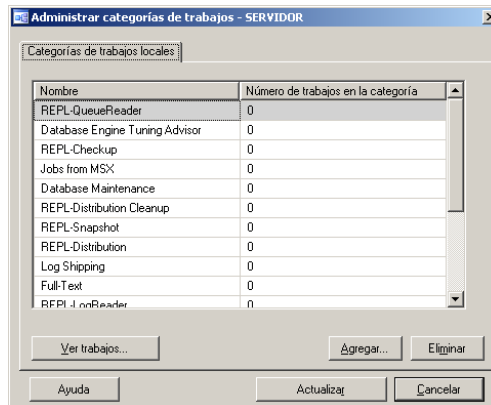 Administrar categorías de trabajos - SERVIDOR
Categorías de trabajos locales
Nombre Número de trabajos en la categoría
REPL-QueueReader 0
Database Engine Tuning Advisor 0
REPL-Checkup 0
Jobs from MSX 0
Database Maintenance 0
REPL-Distribution Cleanup 0
REPL-Snapshot 0
REPL-Distribution 0
Log Shipping 0
Full-Text 0
REPL-LogReader 0
Ver trabajos... Agregar... Eliminar
Ayuda Actualizar Cancelar